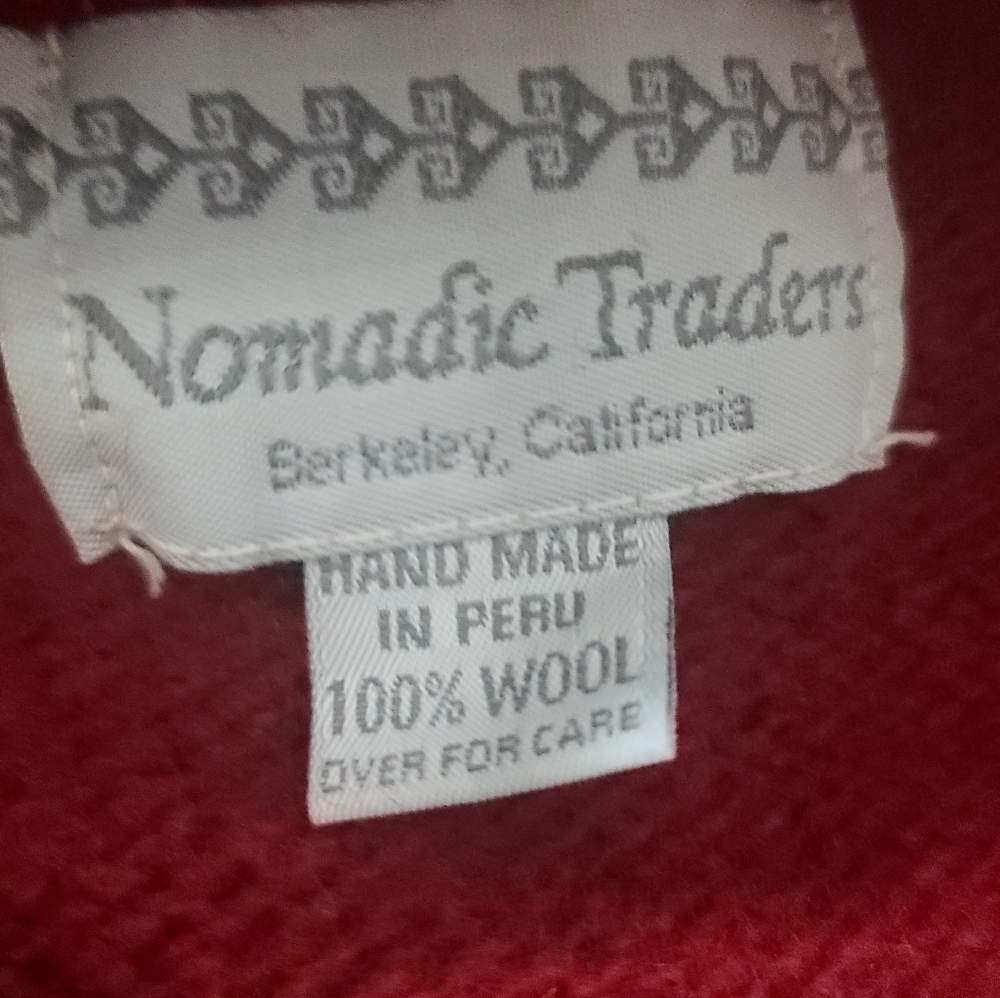 Nomadic Traders
Berkeley, California
HAND MADE
IN PERU
100% WOOL
OVER FOR CARE